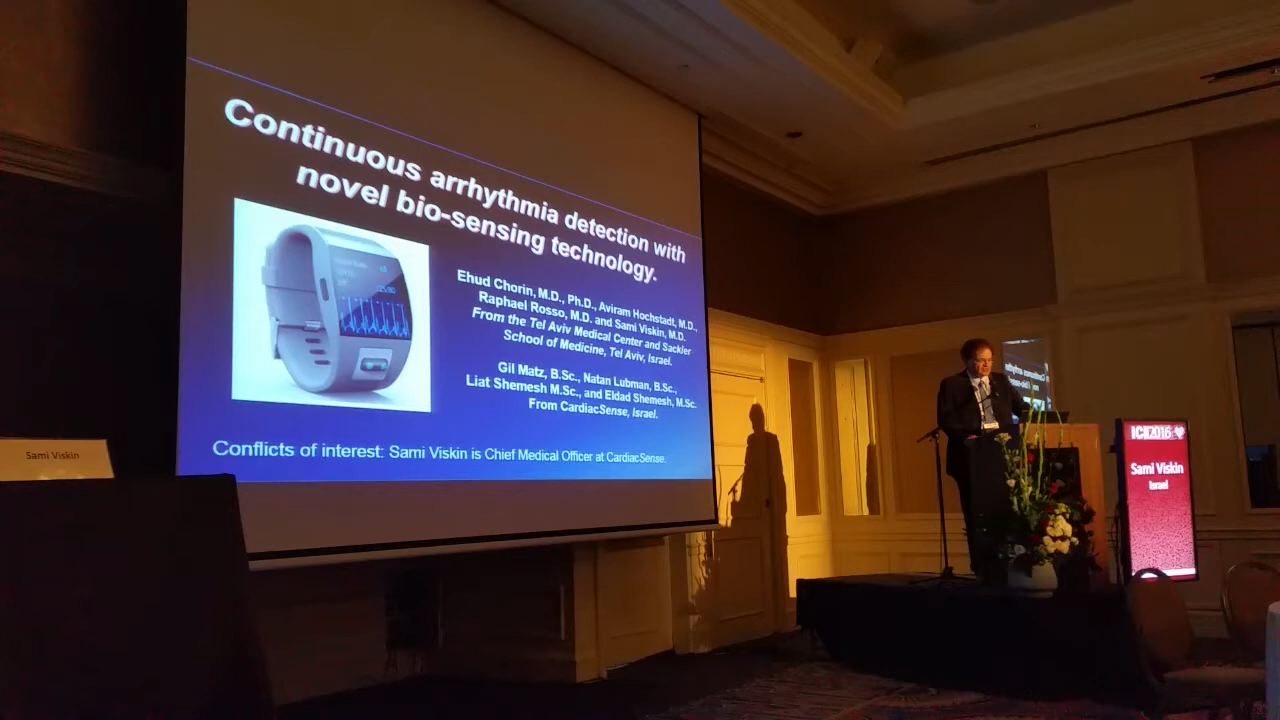 Continuous arrhythmia detection with
novel bio-sensing technology.
Ehud Chorin, M.D., Ph.D., Aviram Hochstadt, M.D.,
Raphael Rosso, M.D. and Sami Viskin, M.D.
From the Tel Aviv Medical Center and Sackler
School of Medicine, Tel Aviv, Israel.
Gil Matz, B.Sc., Natan Lubman, B.Sc.,
Liat Shemesh M.Sc., and Eldad Shemesh, M.Sc.
From CardiacSense, Israel.
Conflicts of interest: Sami Viskin is Chief Medical Officer at CardiacSense.
Sami Viskin
ICI2016
Sami Viskin
Israel